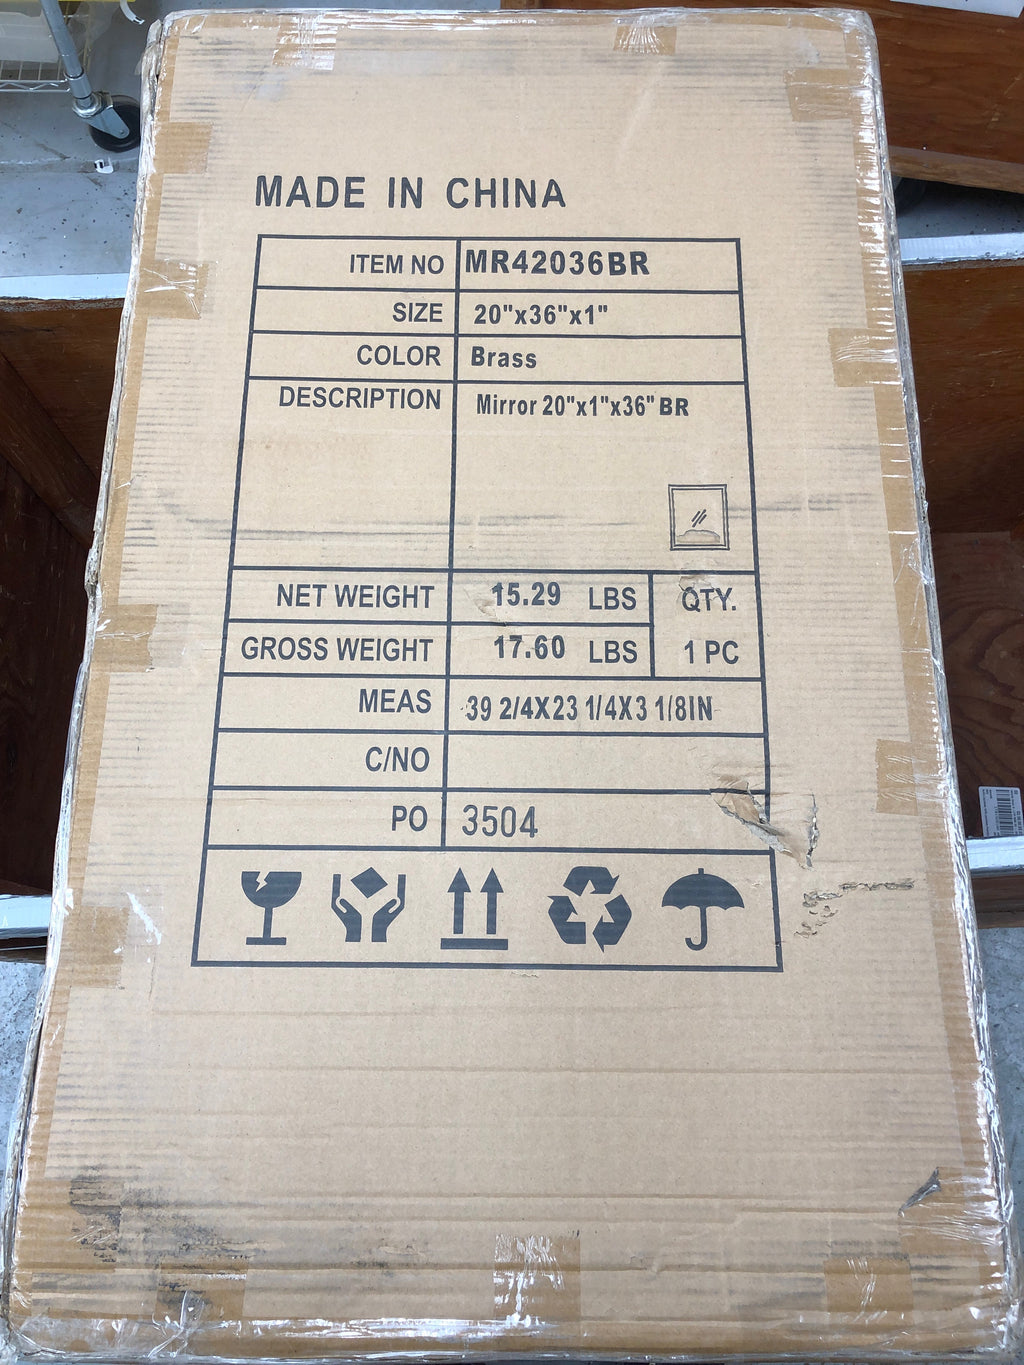 MADE IN CHINA
ITEM NO MR42036BR
SIZE 20"x36"x1"
COLOR Brass
DESCRIPTION Mirror 20"x1"x36" BR
NET WEIGHT 15.29 LBS QTY.
GROSS WEIGHT 17.60 LBS 1 PC
MEAS 39 2/4X23 1/4X3 1/8IN
C/NO
PO 3504